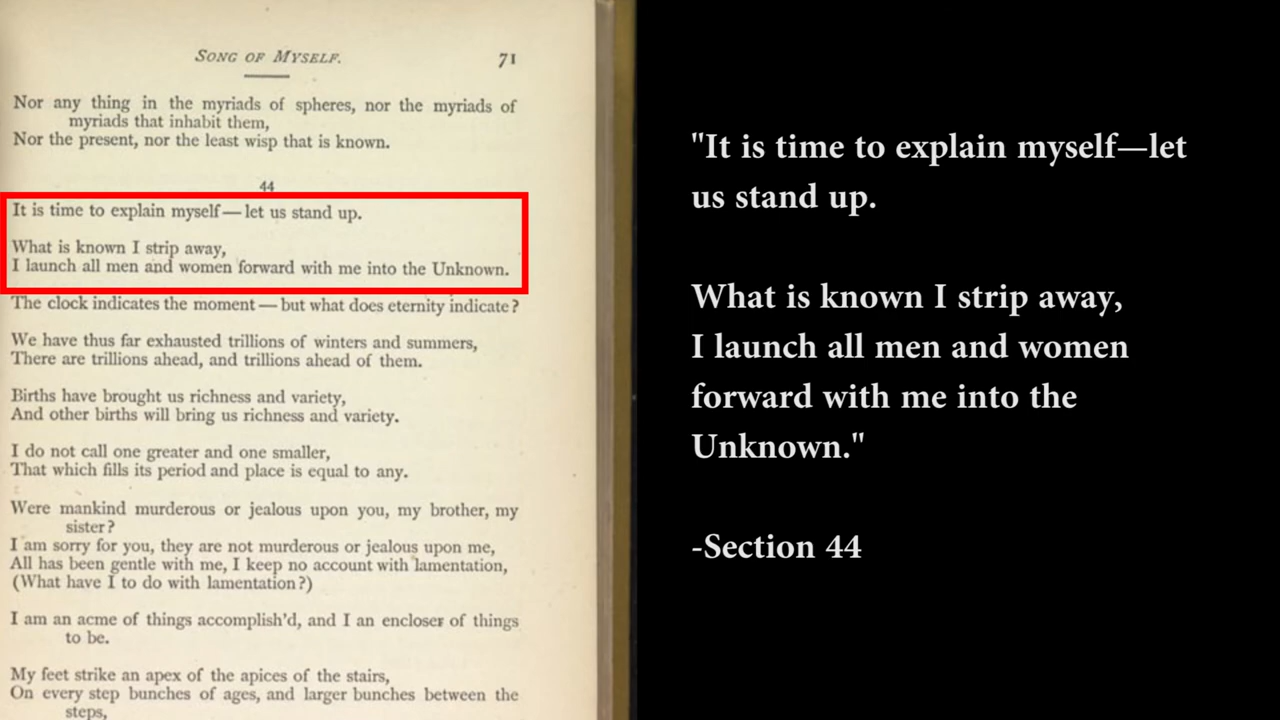 SONG OF MYSELF.
71
Nor any thing in the myriads of spheres, nor the myriads of
myriads that inhabit them,
Nor the present, nor the least wisp that is known.
44
It is time to explain myself — let us stand up.
What is known I strip away,
I launch all men and women forward with me into the Unknown.
The clock indicates the moment — but what does eternity indicate?
We have thus far exhausted trillions of winters and summers,
There are trillions ahead, and trillions ahead of them.
Births have brought us richness and variety,
And other births will bring us richness and variety.
I do not call one greater and one smaller,
That which fills its period and place is equal to any.
Were mankind murderous or jealous upon you, my brother, my
sister?
I am sorry for you, they are not murderous or jealous upon me,
All has been gentle with me, I keep no account with lamentation,
(What have I to do with lamentation?)
I am an acme of things accomplish'd, and I an encloser of things
to be.
My feet strike an apex of the apices of the stairs,
On every step bunches of ages, and larger bunches between the
steps,
"It is time to explain myself—let
us stand up.
What is known I strip away,
I launch all men and women
forward with me into the
Unknown."
-Section 44